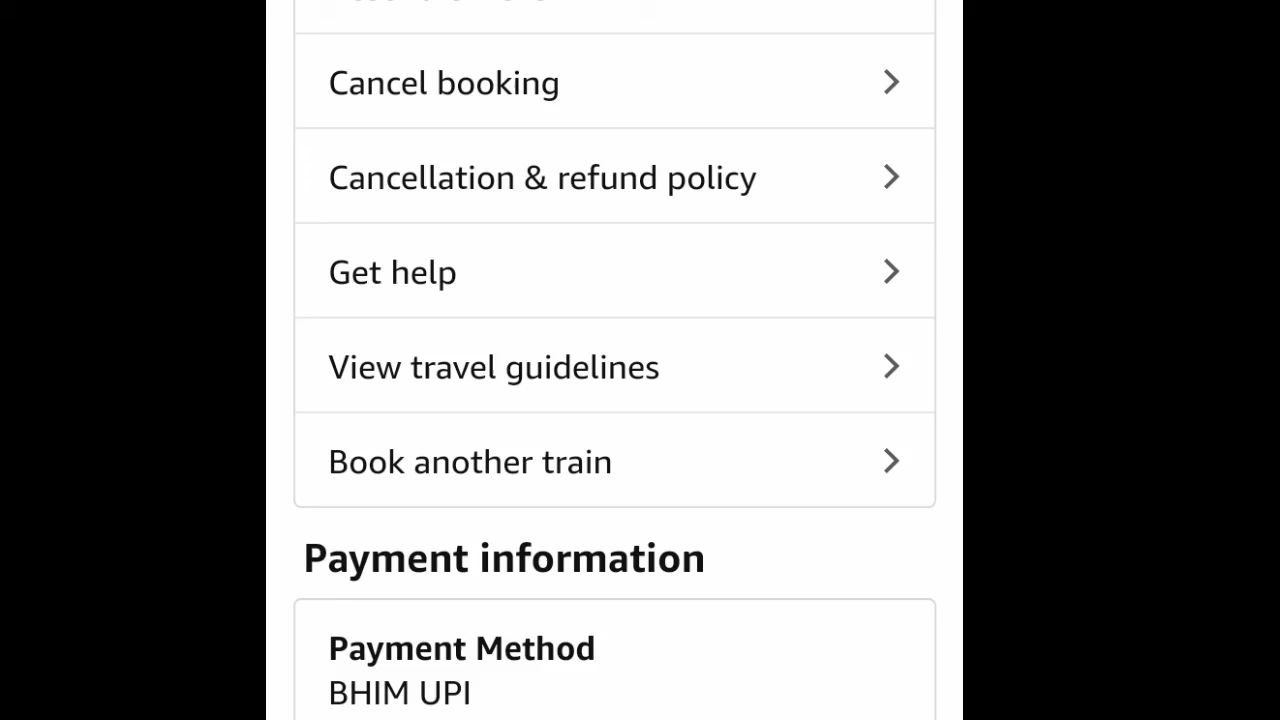 Cancel booking
Cancellation & refund policy
Get help
View travel guidelines
Book another train
Payment information
Payment Method
BHIM UPI